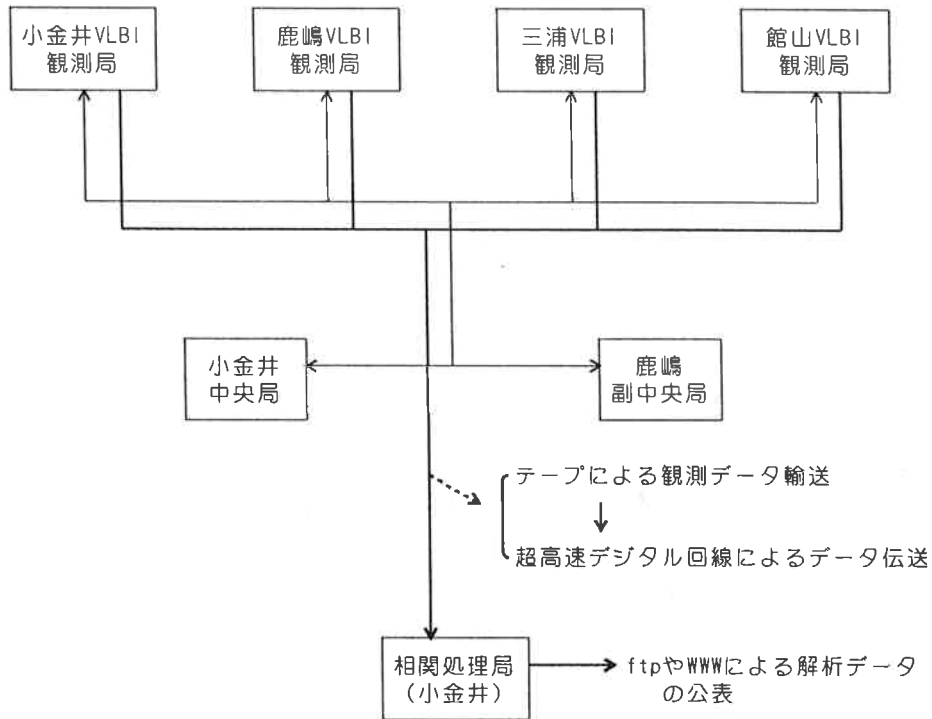 小金井VLBI
観測局
鹿嶋VLBI
観測局
三浦VLBI
観測局
館山VLBI
観測局
小金井
中央局
鹿嶋
副中央局
テープによる観測データ輸送
超高速デジタル回線によるデータ伝送
相関処理局
(小金井)
ftpやWWWによる解析データ
の公表